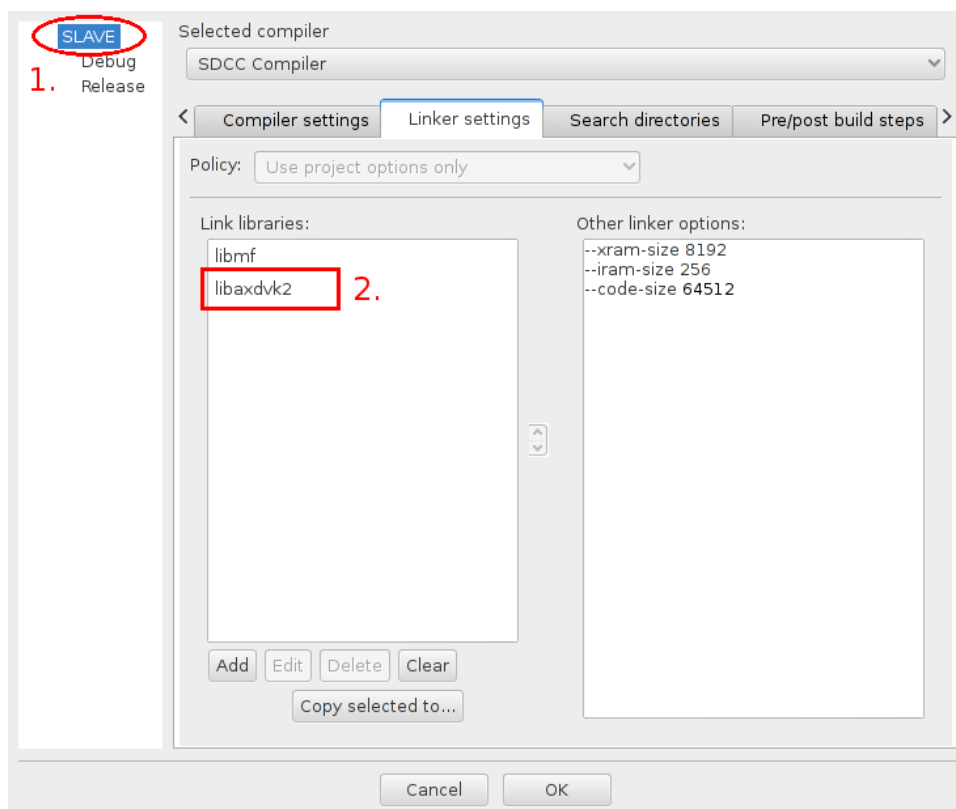 SLAVE
Debug
Release
1.
Selected compiler
SDCC Compiler
Compiler settings
Linker settings
Search directories
Pre/post build steps
Policy:
Use project options only
Link libraries:
libmf
libaxdvk2
2.
Other linker options:
--xram-size 8192
--iram-size 256
--code-size 64512
Add
Edit
Delete
Clear
Copy selected to...
Cancel
OK